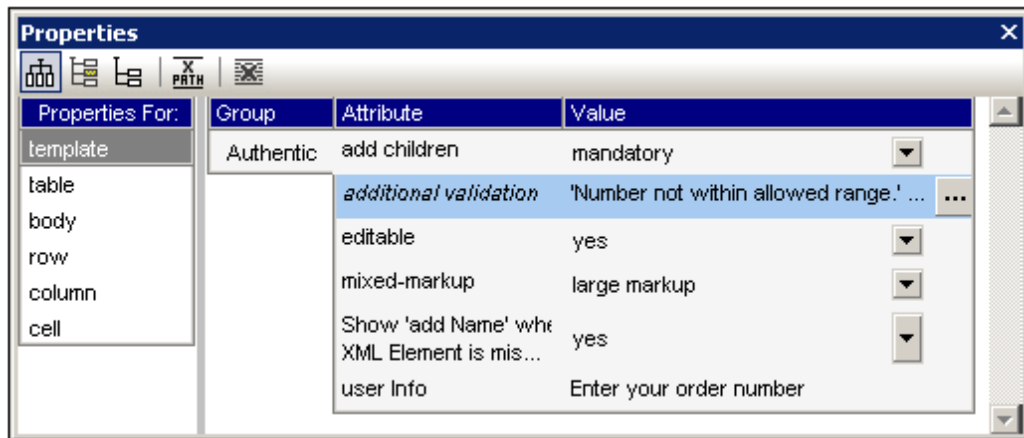 Properties
X
PATH
Properties For:
Group
Attribute
Value
template
Authentic
add children
mandatory
table
additional validation
'Number not within allowed range.' ...
...
body
editable
yes
row
mixed-markup
large markup
column
cell
Show 'add Name' whe
XML Element is mis...
yes
user Info
Enter your order number